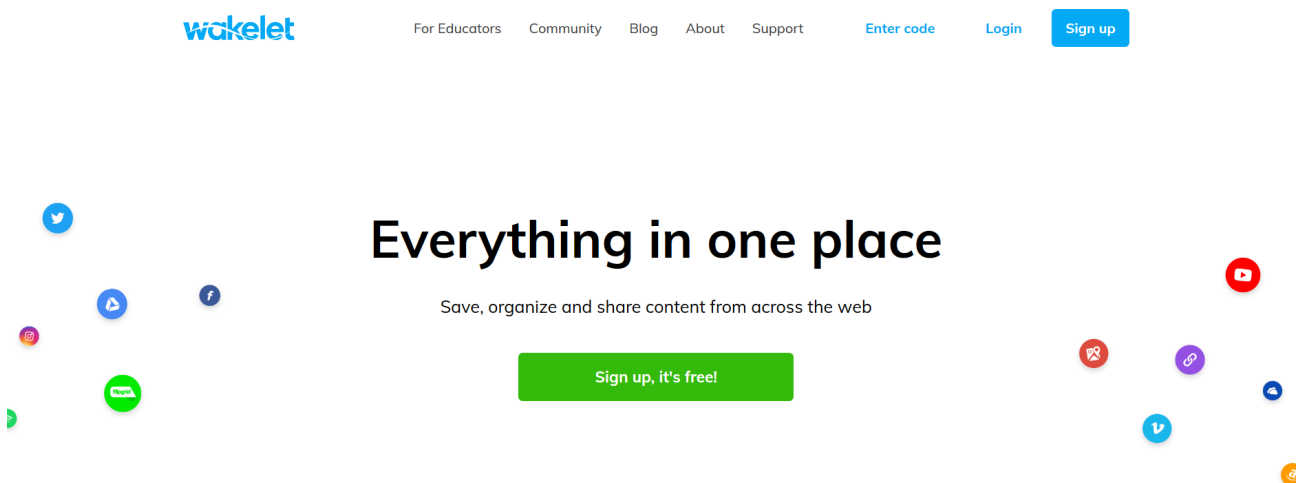 wakelet
For Educators Community Blog About Support Enter code Login Sign up
Everything in one place
Save, organize and share content from across the web
Sign up, it's free!
Flipgrid